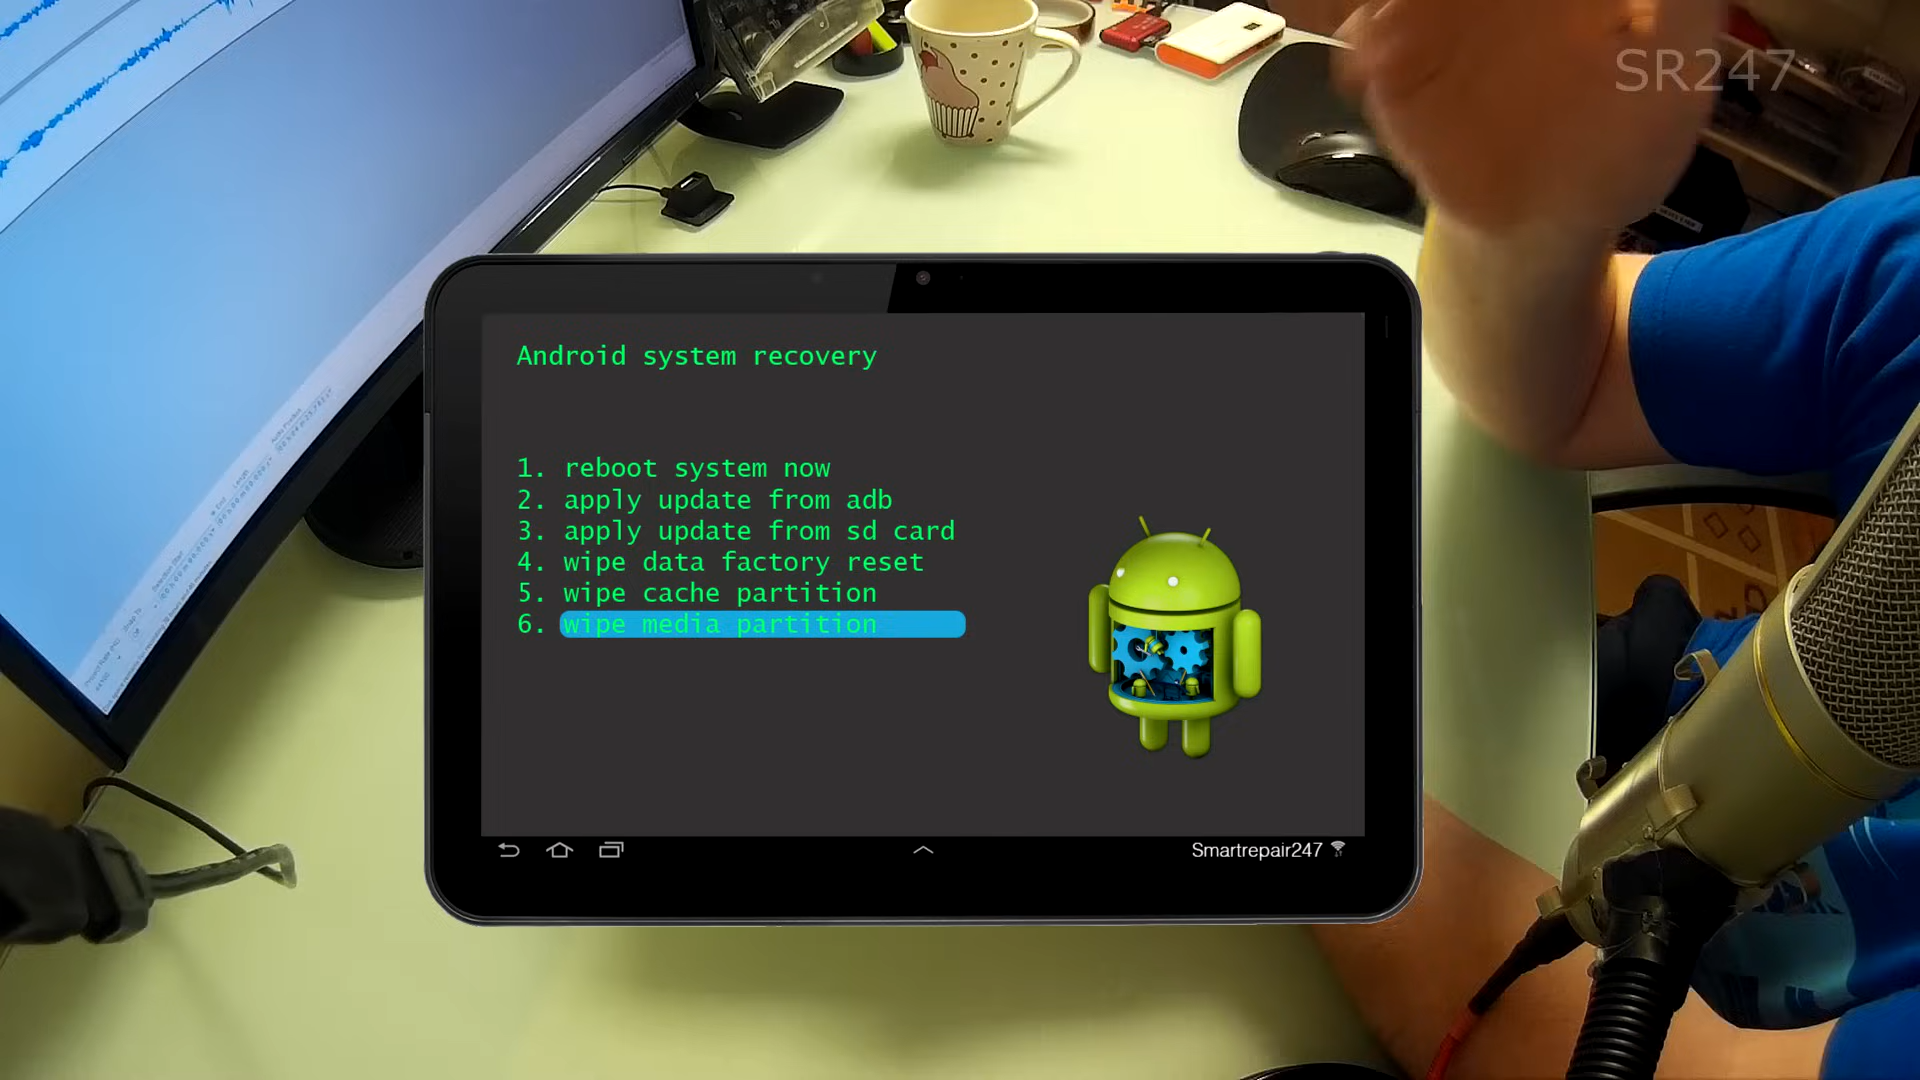 SR247
Android system recovery
1. reboot system now
2. apply update from adb
3. apply update from sd card
4. wipe data factory reset
5. wipe cache partition
6. wipe media partition
Smartrepair247